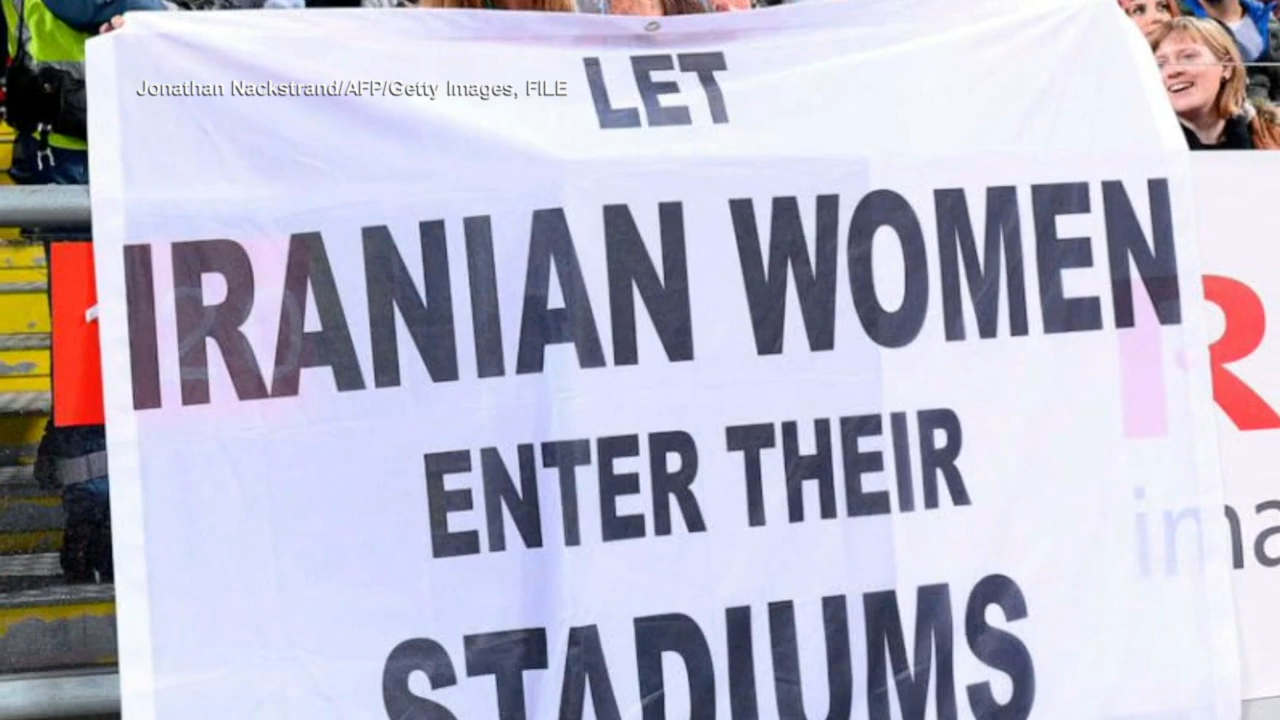 Jonathan Nackstrand/AFP/Getty Images, FILE
LET
IRANIAN WOMEN
ENTER THEIR
STADIUMS